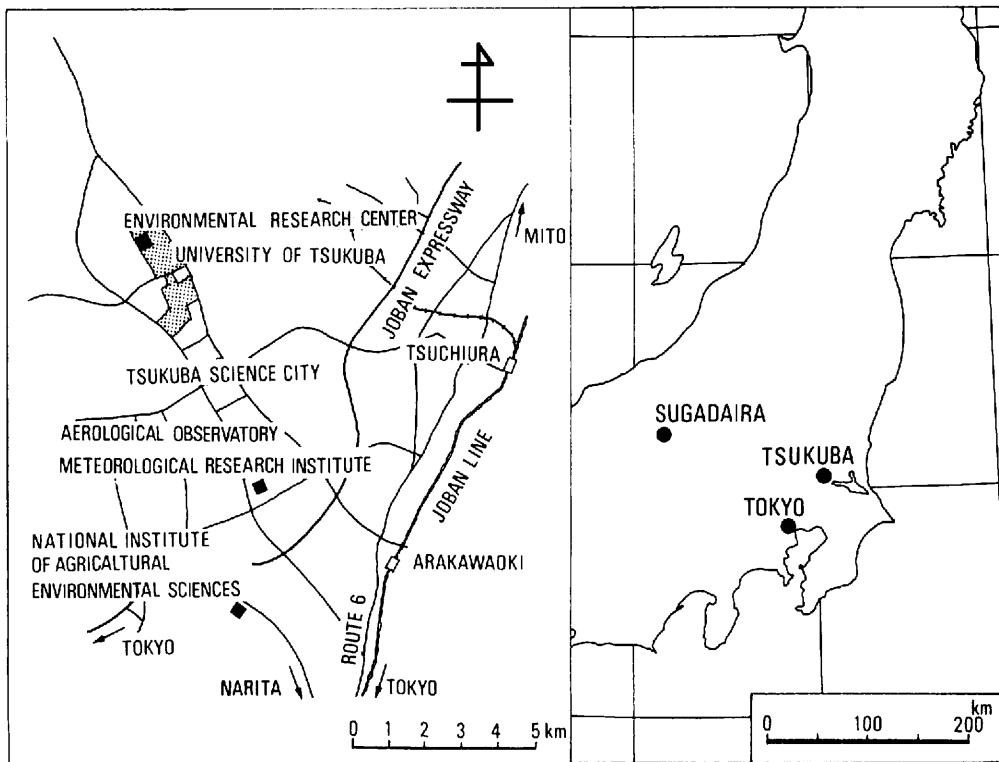 ENVIRONMENTAL RESEARCH CENTER
UNIVERSITY OF TSUKUBA
JOBAN EXPRESSWAY
MITO
TSUCHIURA
TSUKUBA SCIENCE CITY
AEROLOGICAL OBSERVATORY
METEOROLOGICAL RESEARCH INSTITUTE
JOBAN LINE
NATIONAL INSTITUTE
OF AGRICALTURAL
ENVIRONMENTAL SCIENCES
ARAKAWAOKI
ROUTE 6
TOKYO
NARITA
TOKYO
0 1 2 3 4 5 km
SUGADAIRA
TSUKUBA
TOKYO
km
0 100 200